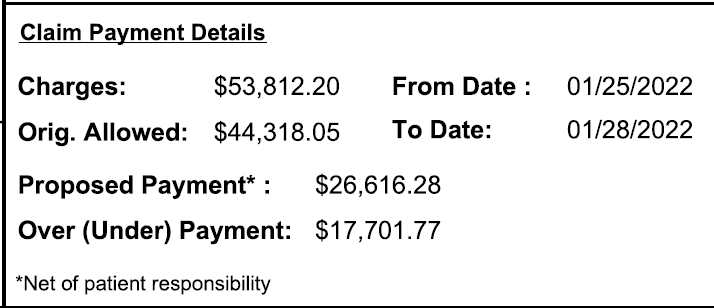 Claim Payment Details
Charges: $53,812.20 From Date : 01/25/2022
Orig. Allowed: $44,318.05 To Date: 01/28/2022
Proposed Payment* : $26,616.28
Over (Under) Payment: $17,701.77
*Net of patient responsibility